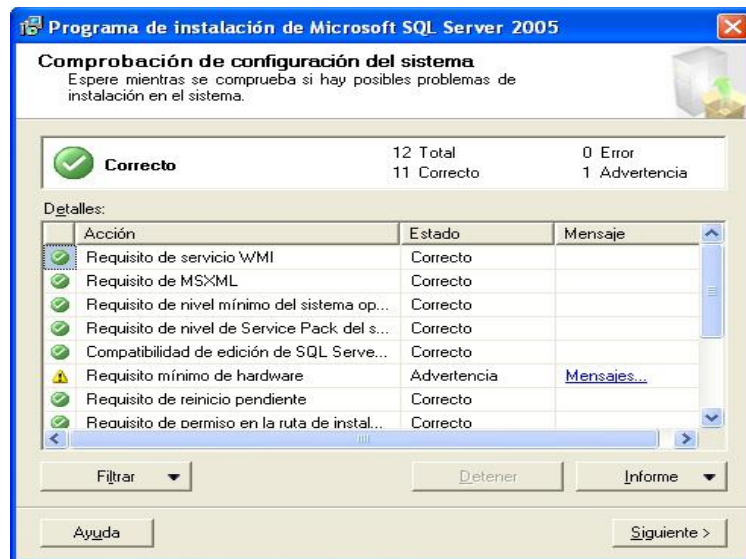 Programa de instalación de Microsoft SQL Server 2005
Comprobación de configuración del sistema
Espere mientras se comprueba si hay posibles problemas de
instalación en el sistema.
Correcto
12 Total 0 Error
11 Correcto 1 Advertencia
Detalles:
Acción Estado Mensaje
Requisito de servicio WMI Correcto
Requisito de MSXML Correcto
Requisito de nivel mínimo del sistema op... Correcto
Requisito de nivel de Service Pack del s... Correcto
Compatibilidad de edición de SQL Serve... Correcto
Requisito mínimo de hardware Advertencia Mensajes...
Requisito de reinicio pendiente Correcto
Requisito de permiso en la ruta de instal... Correcto
Filtrar Detener Informe
Ayuda Siguiente >